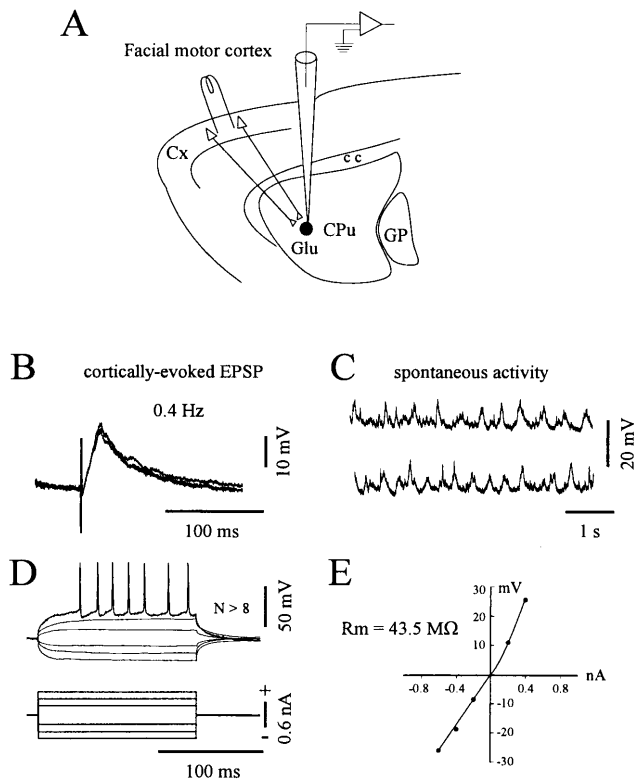 A
Facial motor cortex
Cx
c c
CPu
GP
Glu
B
cortically-evoked EPSP
0.4 Hz
10 mV
100 ms
C
spontaneous activity
20 mV
1 s
D
N > 8
50 mV
+
0.6 nA
-
100 ms
E
Rm = 43.5 MΩ
mV
30
20
10
nA
-0.8
-0.4
0
0.4
0.8
-10
-20
-30